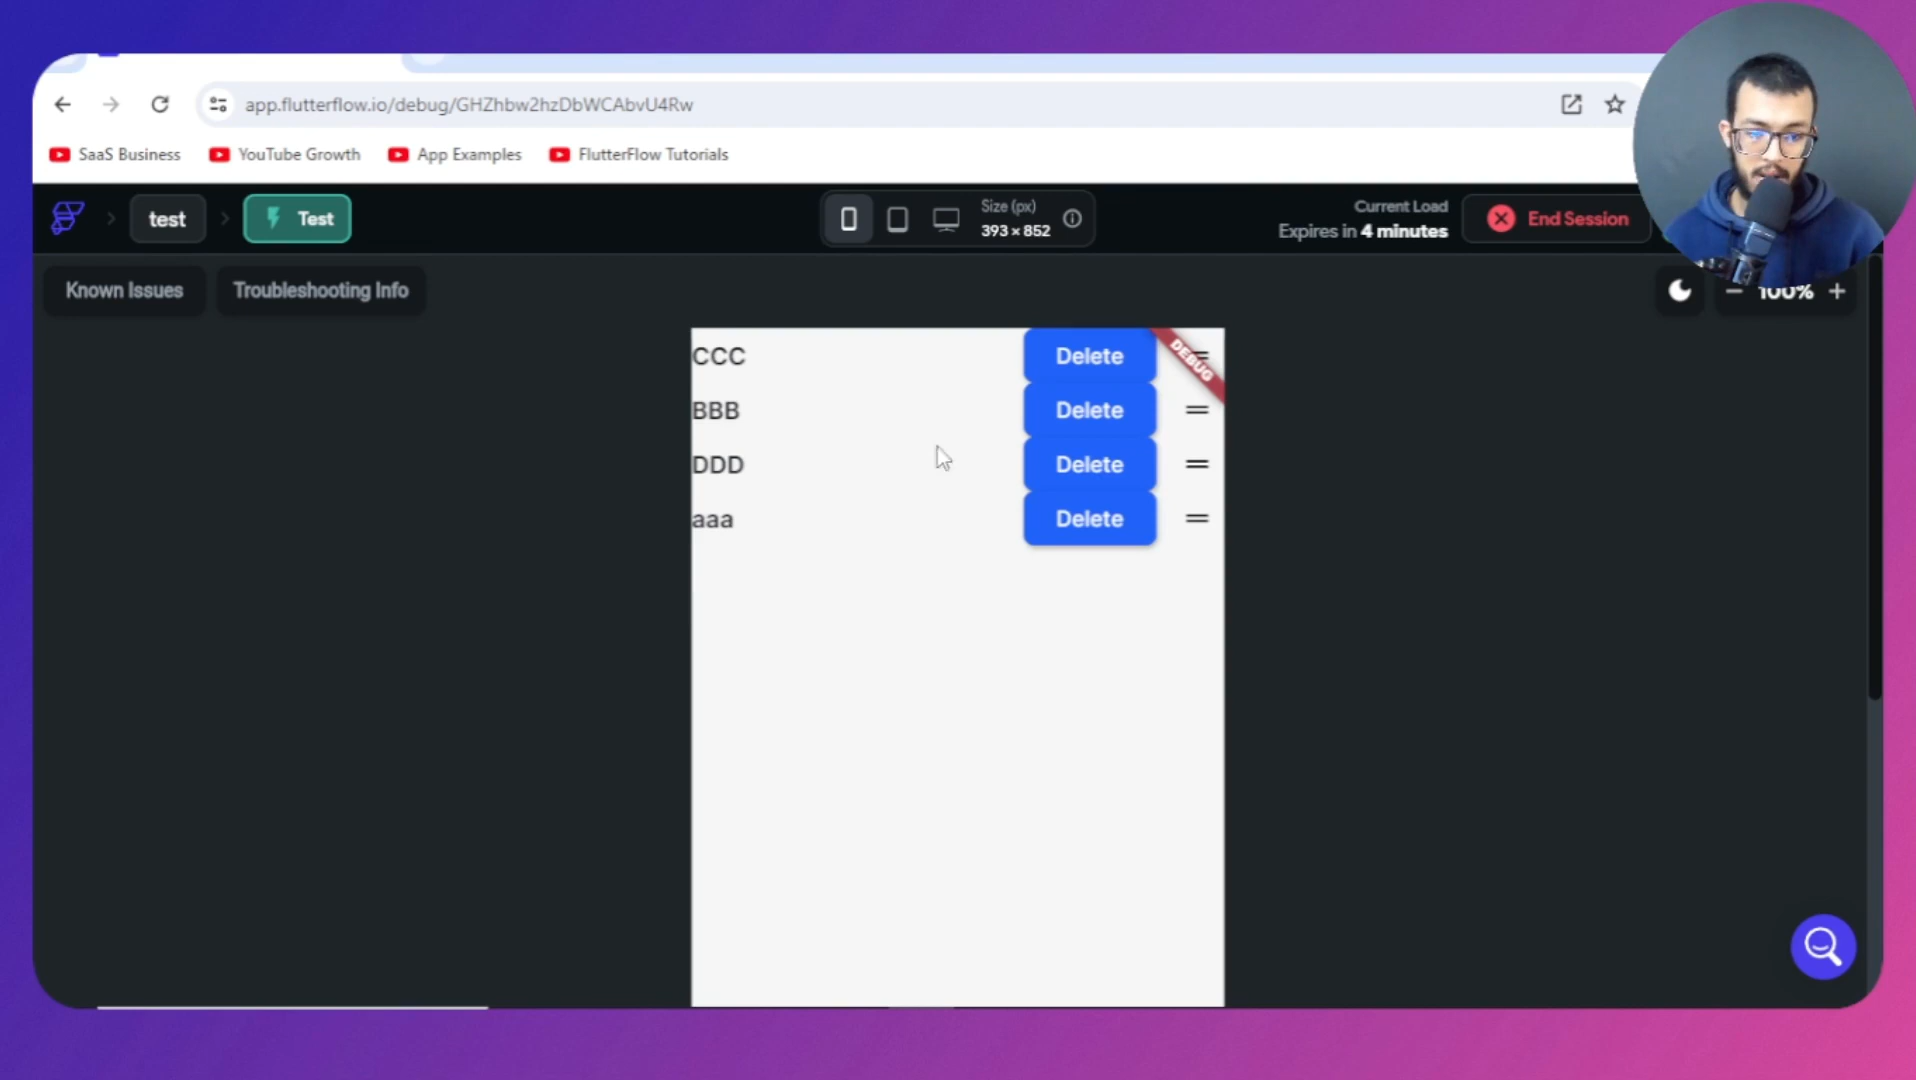 app.flutterflow.io/debug/GHZhbw2hzDbWCAbvU4Rw
SaaS Business
YouTube Growth
App Examples
FlutterFlow Tutorials
test
Test
Size (px)
393 × 852
Current Load
Expires in 4 minutes
End Session
Known Issues
Troubleshooting Info
100%
CCC
Delete
DEBUG
BBB
Delete
DDD
Delete
aaa
Delete